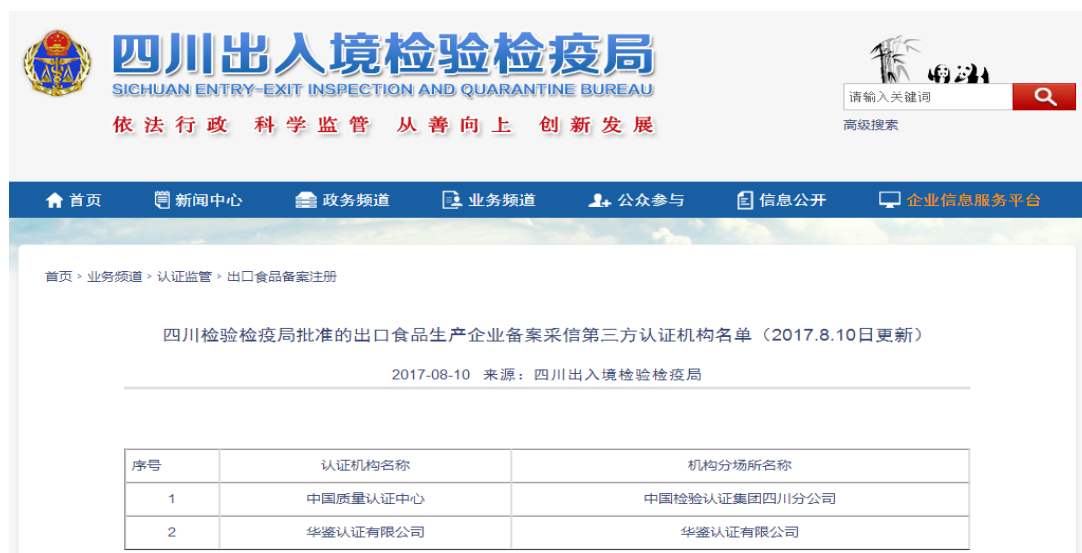 四川出入境检验检疫局
SICHUAN ENTRY-EXIT INSPECTION AND QUARANTINE BUREAU
依法行政 科学监管 从善向上 创新发展
请输入关键词
高级搜索
首页 新闻中心 政务频道 业务频道 公众参与 信息公开 企业信息服务平台
首页 > 业务频道 > 认证监管 > 出口食品备案注册
四川检验检疫局批准的出口食品生产企业备案采信第三方认证机构名单（2017.8.10日更新）
2017-08-10 来源：四川出入境检验检疫局
序号 认证机构名称 机构分场所名称
1 中国质量认证中心 中国检验认证集团四川分公司
2 华鉴认证有限公司 华鉴认证有限公司